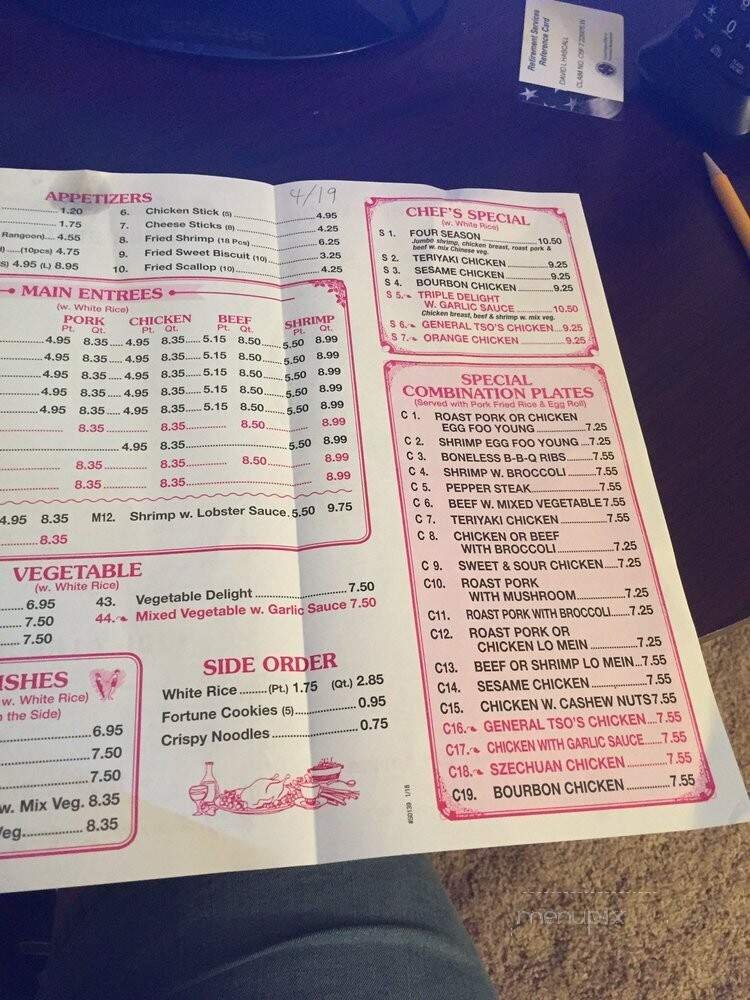 Retirement Services
Reference Card
DAVID L HASCALL
4/19
APPETIZERS
1.20
1.75
Rangoon).... 4.55
(10pcs) 4.75
4.95 (L) 8.95
6. Chicken Stick (5) 4.95
7. Cheese Sticks (8) 4.25
8. Fried Shrimp (18 Pcs) 6.25
9. Fried Sweet Biscuit (10) 3.25
10. Fried Scallop (10) 4.25
MAIN ENTREES
(w. White Rice)
PORK CHICKEN BEEF SHRIMP
Pt. Qt. Pt. Qt. Pt. Qt. Pt. Qt.
4.95 8.35 4.95 8.35 5.15 8.50 5.50 8.99
4.95 8.35 4.95 8.35 5.15 8.50 5.50 8.99
4.95 8.35 4.95 8.35 5.15 8.50 5.50 8.99
4.95 8.35 4.95 8.35 5.15 8.50 5.50 8.99
4.95 8.35 4.95 8.35 5.15 8.50 5.50 8.99
8.35 8.35 8.50 8.99
4.95 8.35 5.50 8.99
8.35 8.35 8.50 8.99
8.35 8.35 8.99
4.95 8.35 M12. Shrimp w. Lobster Sauce. 5.50 9.75
8.35
VEGETABLE
(w. White Rice)
6.95
7.50
7.50
43. Vegetable Delight 7.50
44. Mixed Vegetable w. Garlic Sauce 7.50
ISHES
w. White Rice)
n the Side)
6.95
7.50
7.50
w. Mix Veg. 8.35
Veg. 8.35
SIDE ORDER
White Rice (Pt.) 1.75 (Qt.) 2.85
Fortune Cookies (5) 0.95
Crispy Noodles 0.75
#50139 1/18
CHEF'S SPECIAL
(w. White Rice)
S 1. FOUR SEASON 10.50
Jumbo shrimp, chicken breast, roast pork &
beef w. mix Chinese veg.
S 2. TERIYAKI CHICKEN 9.25
S 3. SESAME CHICKEN 9.25
S 4. BOURBON CHICKEN 9.25
S 5. TRIPLE DELIGHT
W. GARLIC SAUCE 10.50
Chicken breast, beef & shrimp w. mix veg.
S 6. GENERAL TSO'S CHICKEN 9.25
S 7. ORANGE CHICKEN 9.25
SPECIAL
COMBINATION PLATES
(Served with Pork Fried Rice & Egg Roll)
C 1. ROAST PORK OR CHICKEN
EGG FOO YOUNG 7.25
C 2. SHRIMP EGG FOO YOUNG 7.25
C 3. BONELESS B-B-Q RIBS 7.55
C 4. SHRIMP W. BROCCOLI 7.55
C 5. PEPPER STEAK 7.55
C 6. BEEF W. MIXED VEGETABLE 7.55
C 7. TERIYAKI CHICKEN 7.55
C 8. CHICKEN OR BEEF
WITH BROCCOLI 7.25
C 9. SWEET & SOUR CHICKEN 7.25
C10. ROAST PORK
WITH MUSHROOM 7.25
C11. ROAST PORK WITH BROCCOLI 7.25
C12. ROAST PORK OR
CHICKEN LO MEIN 7.25
C13. BEEF OR SHRIMP LO MEIN 7.55
C14. SESAME CHICKEN 7.55
C15. CHICKEN W. CASHEW NUTS 7.55
C16. GENERAL TSO'S CHICKEN 7.55
C17. CHICKEN WITH GARLIC SAUCE 7.55
C18. SZECHUAN CHICKEN 7.55
C19. BOURBON CHICKEN 7.55
menupix